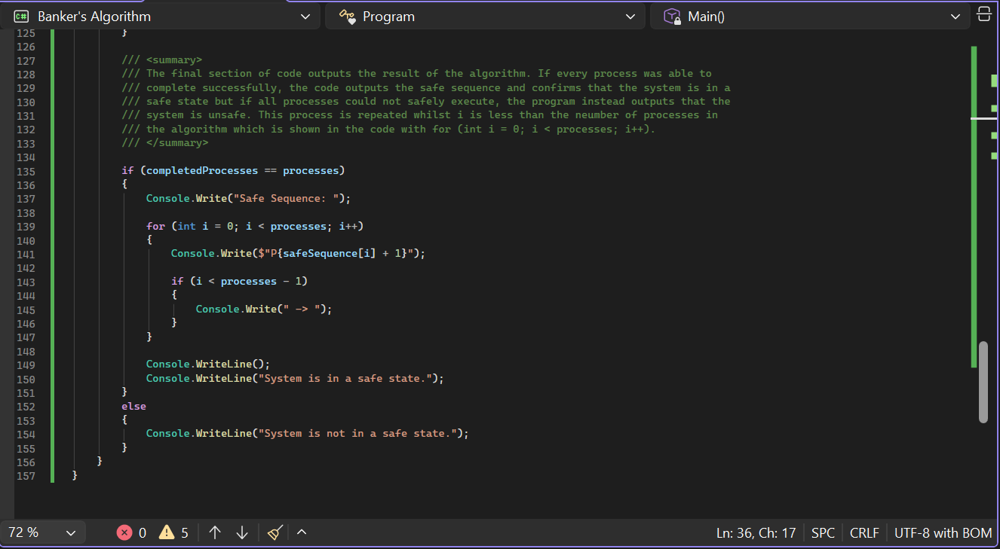 C# Banker's Algorithm Program Main()
125 }
126
127 /// <summary>
128 /// The final section of code outputs the result of the algorithm. If every process was able to
129 /// complete successfully, the code outputs the safe sequence and confirms that the system is in a
130 /// safe state but if all processes could not safely execute, the program instead outputs that the
131 /// system is unsafe. This process is repeated whilst i is less than the neumber of processes in
132 /// the algorithm which is shown in the code with for (int i = 0; i < processes; i++).
133 /// </summary>
134
135 if (completedProcesses == processes)
136 {
137 Console.Write("Safe Sequence: ");
138
139 for (int i = 0; i < processes; i++)
140 {
141 Console.Write($"P{safeSequence[i] + 1}");
142
143 if (i < processes - 1)
144 {
145 Console.Write(" -> ");
146 }
147 }
148
149 Console.WriteLine();
150 Console.WriteLine("System is in a safe state.");
151 }
152 else
153 {
154 Console.WriteLine("System is not in a safe state.");
155 }
156 }
157 }
72 % 0 5 Ln: 36, Ch: 17 SPC CRLF UTF-8 with BOM